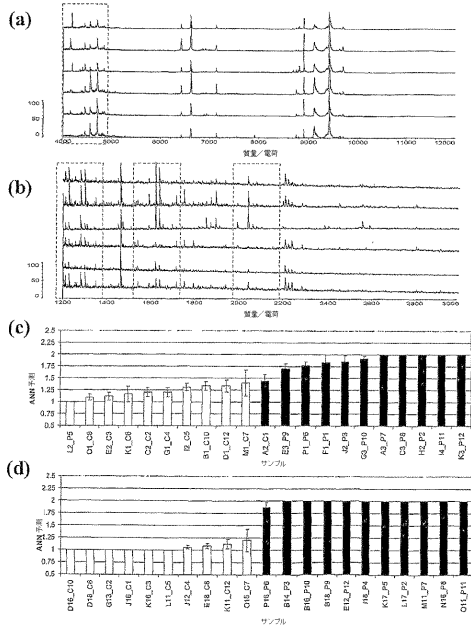 (a)
100
50
0
4000 5000 6000 7000 8000 9000 10000 11000 12000
質量／電荷
(b)
100
50
0
1200 1400 1600 1800 2000 2200 2400 2600 2800 3000
質量／電荷
(c)
ANN予測
2.5
2.25
2
1.75
1.5
1.25
1
0.75
0.5
L2_P5 O1_C8 E2_C3 K1_C6 C2_C2 G1_C4 I2_C5 B1_C10 D1_C12 M1_C7 A2_C1 E3_P9 P1_P6 F1_P1 J2_P3 G3_P10 A3_P7 C3_P8 H2_P2 I4_P11 K3_P12
サンプル
(d)
ANN予測
2.5
2.25
2
1.75
1.5
1.25
1
0.75
0.5
D16_C10 D18_C6 G13_C2 J16_C1 K16_C3 L11_C5 J12_C4 E18_C8 K11_C12 O15_C7 P16_P6 B14_P3 B16_P10 B18_P9 E12_P12 J18_P4 K17_P5 L17_P2 M11_P7 N16_P8 O11_P11
サンプル